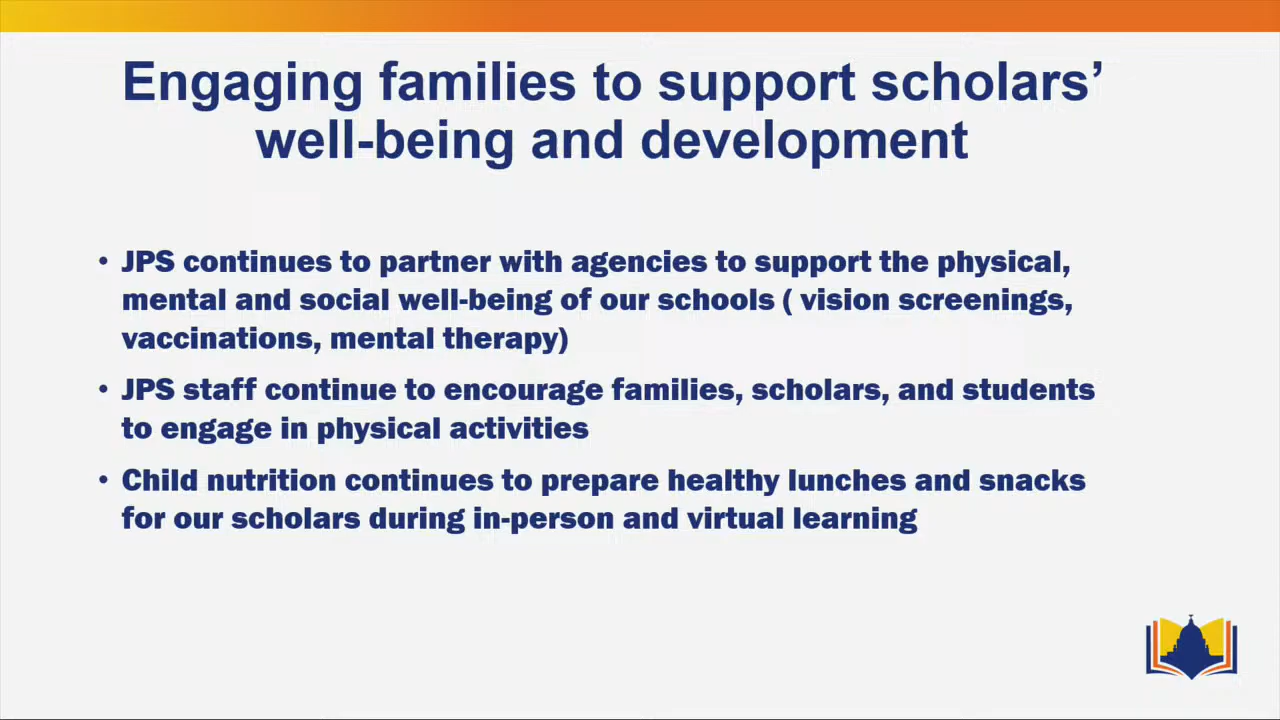 Engaging families to support scholars’
well-being and development
• JPS continues to partner with agencies to support the physical,
mental and social well-being of our schools ( vision screenings,
vaccinations, mental therapy)
• JPS staff continue to encourage families, scholars, and students
to engage in physical activities
• Child nutrition continues to prepare healthy lunches and snacks
for our scholars during in-person and virtual learning